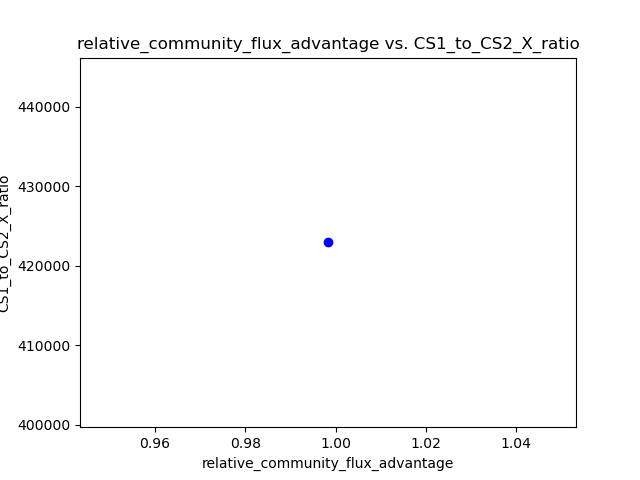 relative_community_flux_advantage vs. CS1_to_CS2_X_ratio
CS1_to_CS2_X_ratio
440000
430000
420000
410000
400000
0.96 0.98 1.00 1.02 1.04
relative_community_flux_advantage